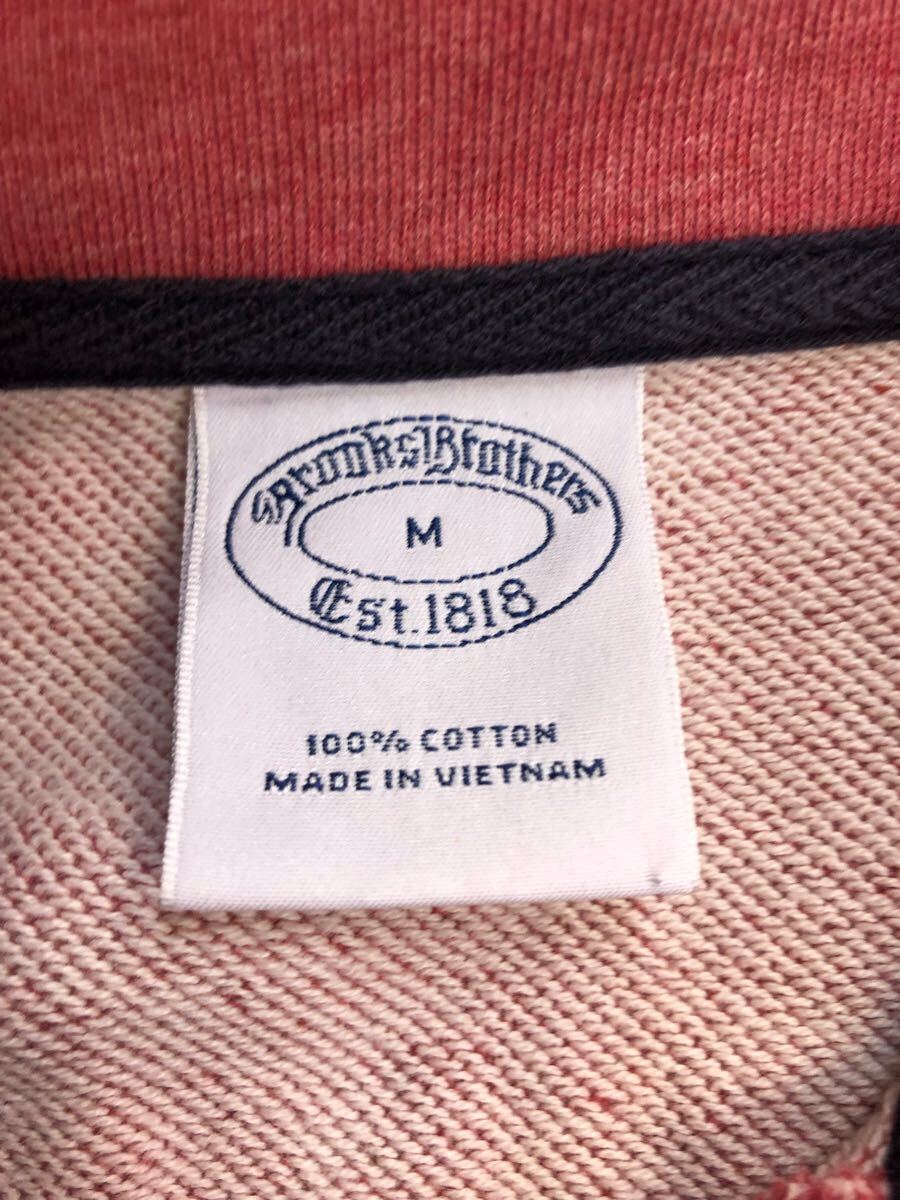 Brooks Brothers
M
Est. 1818
100% COTTON
MADE IN VIETNAM